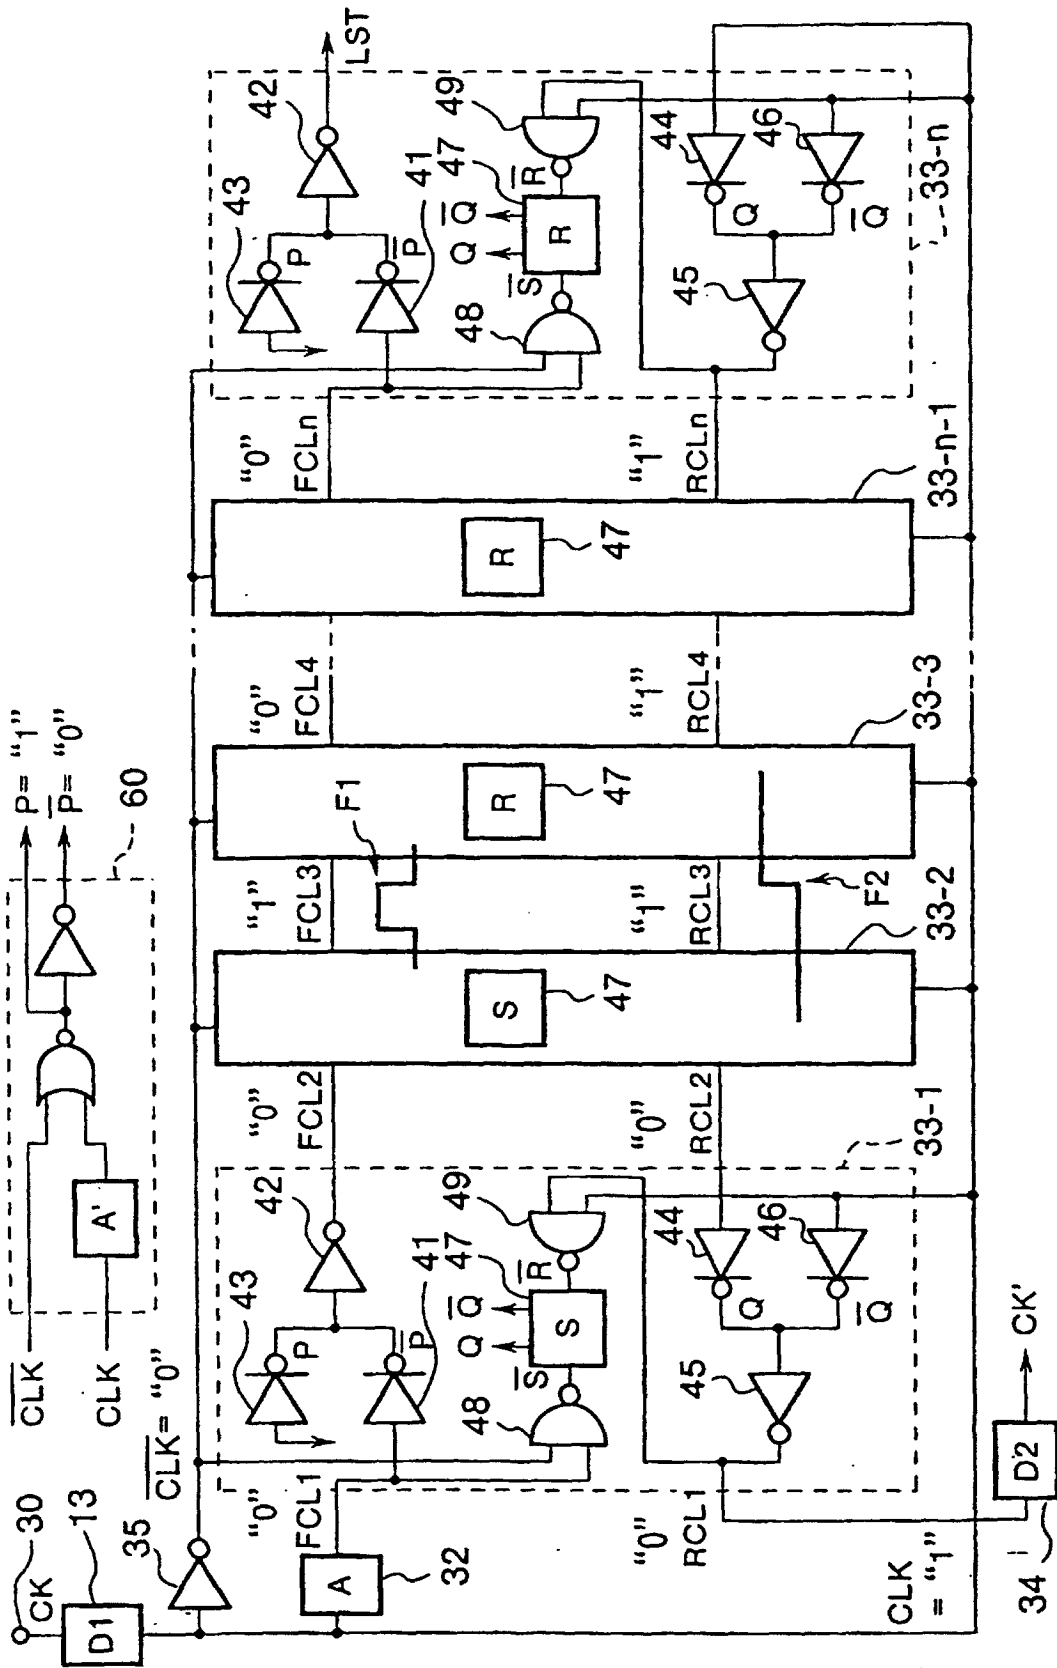 CK
30
D1
13
35
C̅L̅K̅= “0”
A
32
CLK
= “1”
D2
34
CK'
C̅L̅K̅
CLK
A'
P= “1”
P̅= “0”
60
“0”
FCL1
“0”
RCL1
43
P
P̅
41
42
48
S̅
S
47
Q
Q̅
R̅
49
44
Q
45
46
Q̅
33-1
“0”
FCL2
“0”
RCL2
S
47
33-2
“1”
FCL3
“1”
RCL3
F1
F2
R
47
33-3
“0”
FCL4
“1”
RCL4
R
47
33-n-1
“0”
FCLn
“1”
RCLn
43
P
P̅
41
42
LST
48
S̅
R
47
Q
Q̅
R̅
49
44
Q
45
46
Q̅
33-n